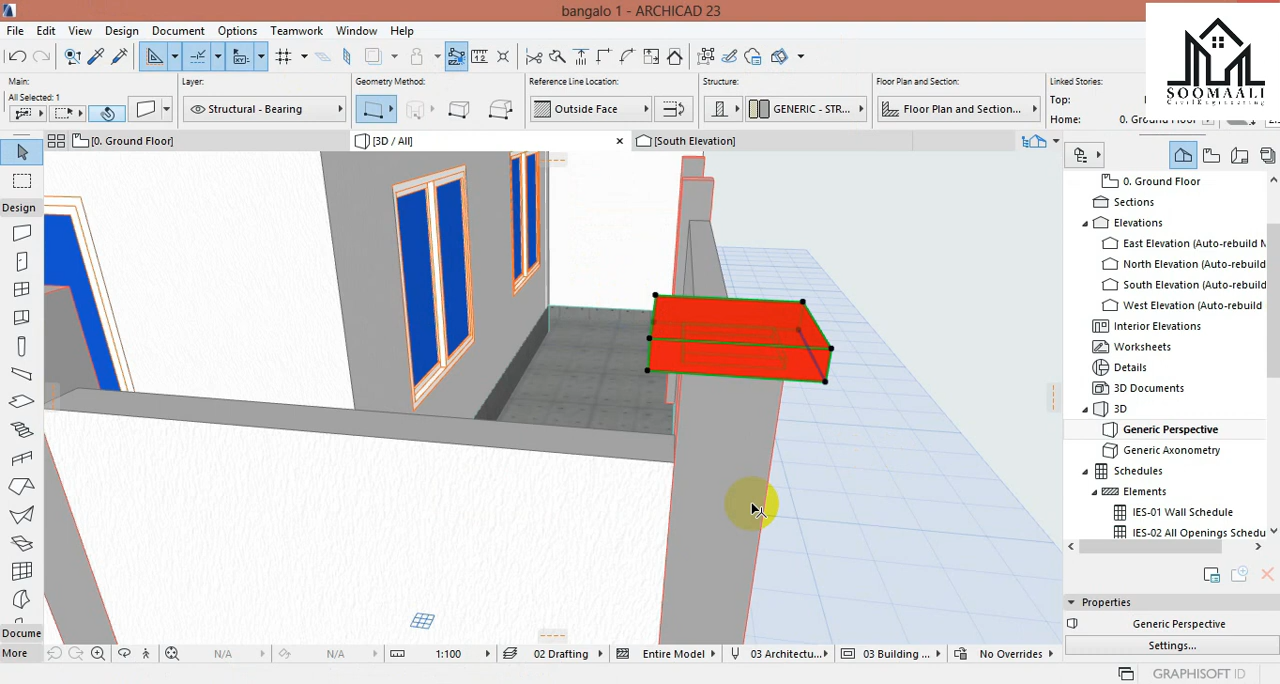 bangalo 1 - ARCHICAD 23
File Edit View Design Document Options Teamwork Window Help
SOOMAALI
Civil Engineering
Main: Layer: Geometry Method: Reference Line Location: Structure: Floor Plan and Section: Linked Stories:
All Selected: 1
Structural - Bearing
Outside Face
GENERIC - STR...
Floor Plan and Section...
Top:
Home: 0. Ground Floor
[0. Ground Floor] [3D / All] [South Elevation]
Design
0. Ground Floor
Sections
Elevations
East Elevation (Auto-rebuild M
North Elevation (Auto-rebuild
South Elevation (Auto-rebuild
West Elevation (Auto-rebuild
Interior Elevations
Worksheets
Details
3D Documents
3D
Generic Perspective
Generic Axonometry
Schedules
Elements
IES-01 Wall Schedule
IES-02 All Openings Schedu
Properties
Generic Perspective
Settings...
Docume
More
N/A N/A 1:100 02 Drafting Entire Model 03 Architectu... 03 Building ... No Overrides
GRAPHISOFT ID